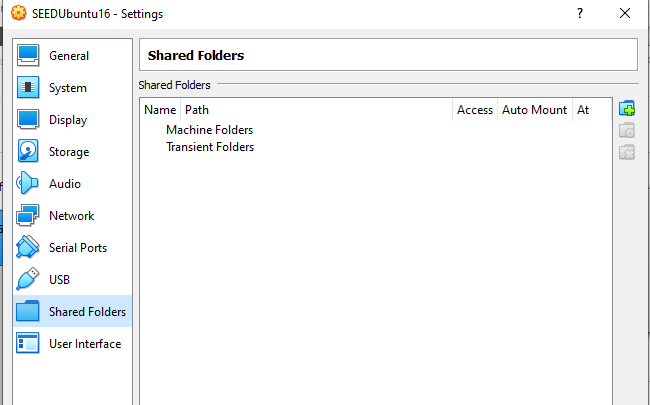 SEEDUbuntu16 - Settings
? ×
General
System
Display
Storage
Audio
Network
Serial Ports
USB
Shared Folders
User Interface
Shared Folders
Shared Folders
Name Path Access Auto Mount At
Machine Folders
Transient Folders